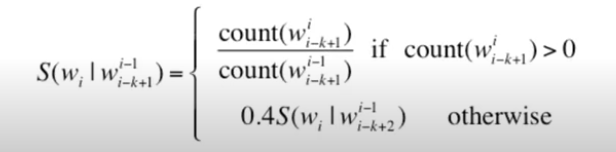 S(w_i | w_{i-k+1}^{i-1}) = { count(w_{i-k+1}^{i}) / count(w_{i-k+1}^{i-1}) if count(w_{i-k+1}^{i}) > 0
0.4S(w_i | w_{i-k+2}^{i-1}) otherwise